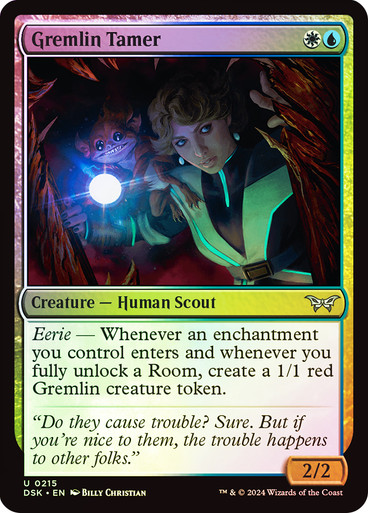 Gremlin Tamer
Creature — Human Scout
Eerie — Whenever an enchantment
you control enters and whenever you
fully unlock a Room, create a 1/1 red
Gremlin creature token.
“Do they cause trouble? Sure. But if
you’re nice to them, the trouble happens
to other folks.”
2/2
U 0215
DSK • EN Billy Christian
™ & © 2024 Wizards of the Coast